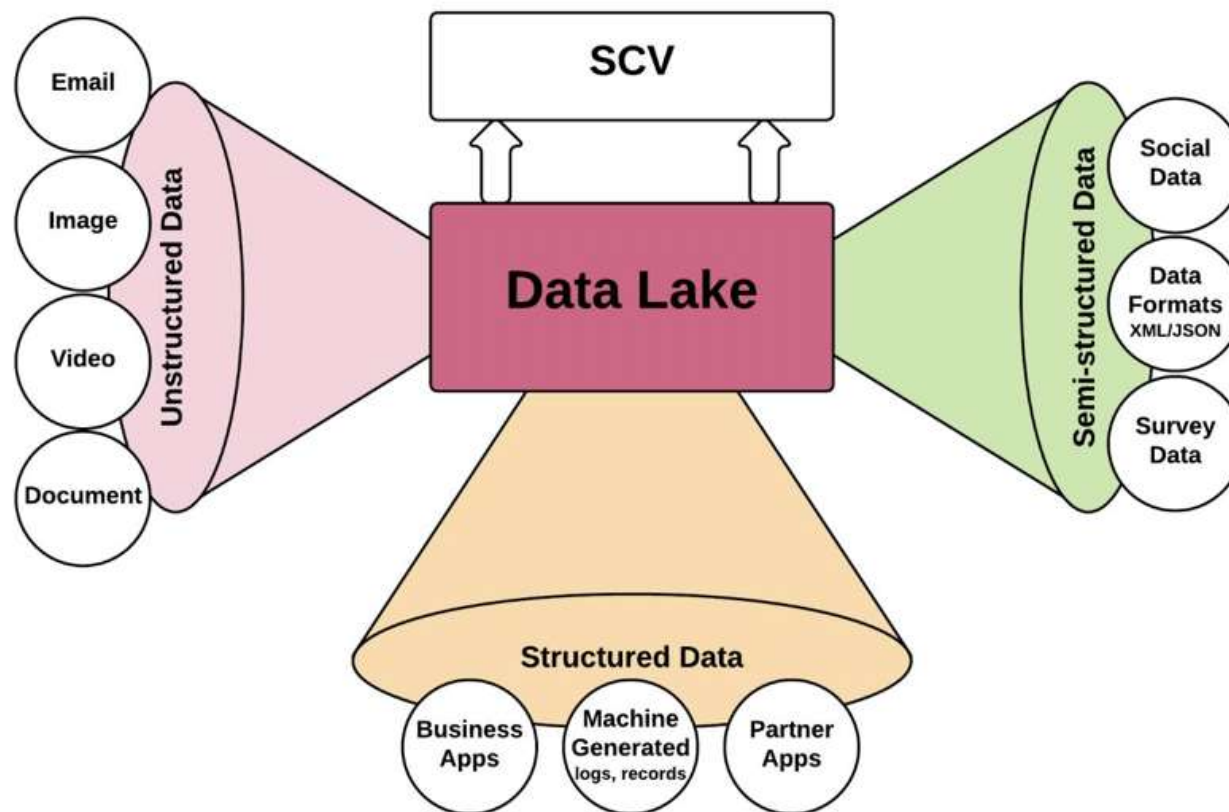 SCV
Email
Image
Video
Document
Unstructured Data
Data Lake
Semi-structured Data
Social
Data
Data
Formats
XML/JSON
Survey
Data
Structured Data
Business
Apps
Machine
Generated
logs, records
Partner
Apps